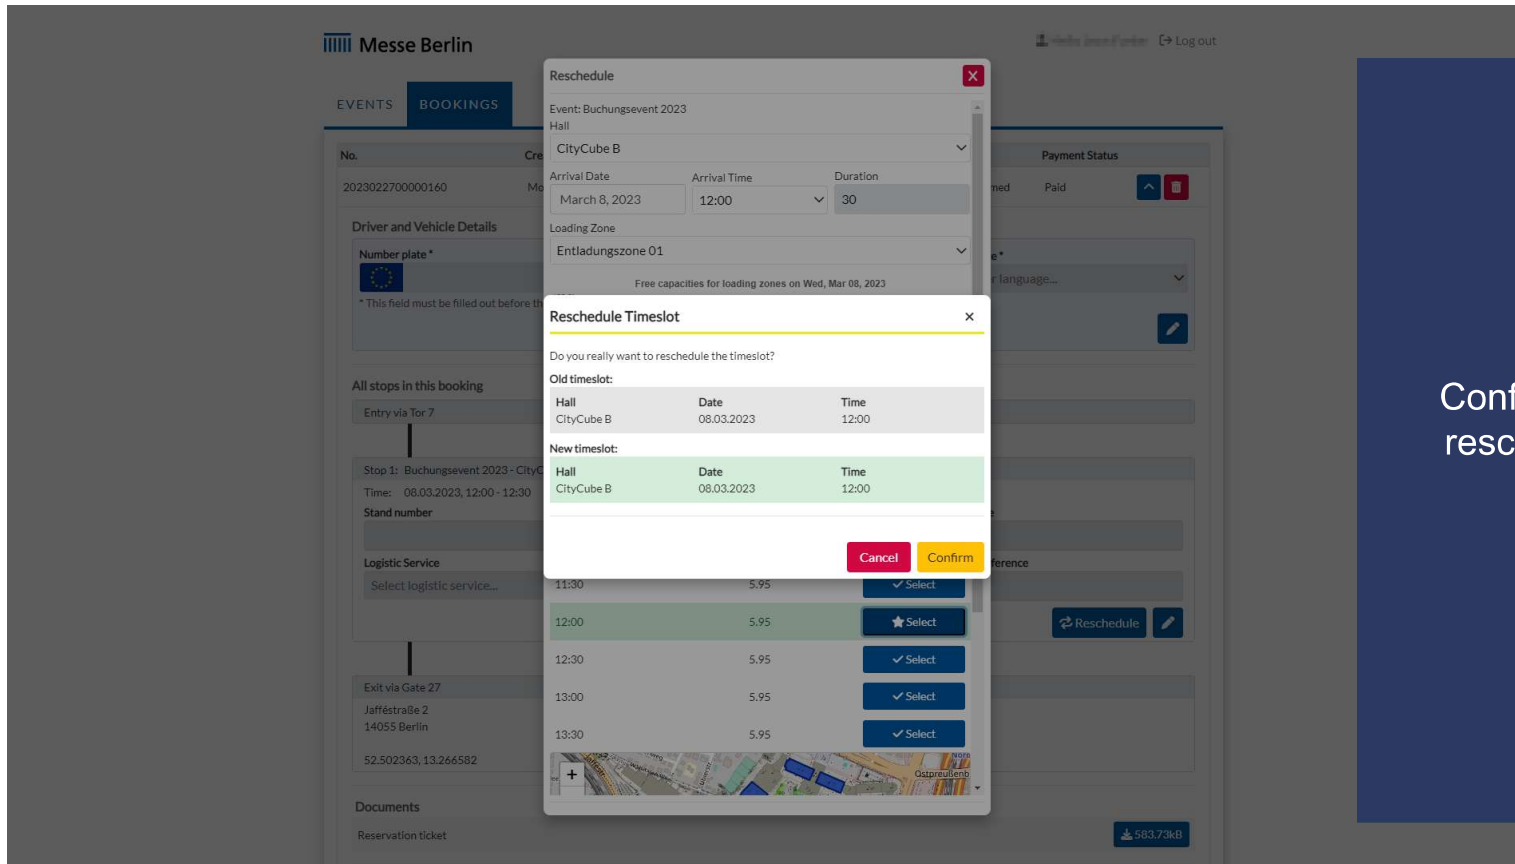 Messe Berlin
Log out
EVENTS
BOOKINGS
No.
Cre
Payment Status
2023022700000160
Mo
med
Paid
Driver and Vehicle Details
Number plate *
e *
r language...
* This field must be filled out before th
All stops in this booking
Entry via Tor 7
Stop 1: Buchungsevent 2023 - CityC
Time: 08.03.2023, 12:00 - 12:30
Stand number
Logistic Service
ference
Select logistic service...
Reschedule
Exit via Gate 27
Jafféstraße 2
14055 Berlin
52.502363, 13.266582
Documents
Reservation ticket
583.73kB
Reschedule
Event: Buchungsevent 2023
Hall
CityCube B
Arrival Date
Arrival Time
Duration
March 8, 2023
12:00
30
Loading Zone
Entladungszone 01
Free capacities for loading zones on Wed, Mar 08, 2023
Reschedule Timeslot
×
Do you really want to reschedule the timeslot?
Old timeslot:
Hall Date Time
CityCube B 08.03.2023 12:00
New timeslot:
Hall Date Time
CityCube B 08.03.2023 12:00
Cancel
Confirm
11:30 5.95 Select
12:00 5.95 Select
12:30 5.95 Select
13:00 5.95 Select
13:30 5.95 Select
+
Ostpreußenb
Conf
resc